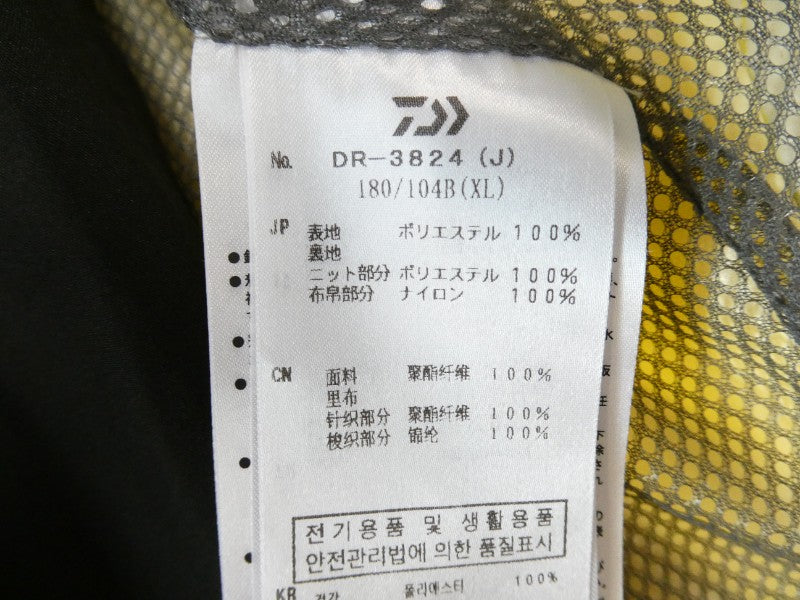 No. DR-3824 (J)
180/104B(XL)
JP 表地 ポリエステル 100%
裏地
ニット部分 ポリエステル 100%
布帛部分 ナイロン 100%
CN 面料 聚酯纤维 100%
里布
针织部分 聚酯纤维 100%
梭织部分 锦纶 100%
전기용품 및 생활용품
안전관리법에 의한 품질표시
KR 겉감 폴리에스터 100%